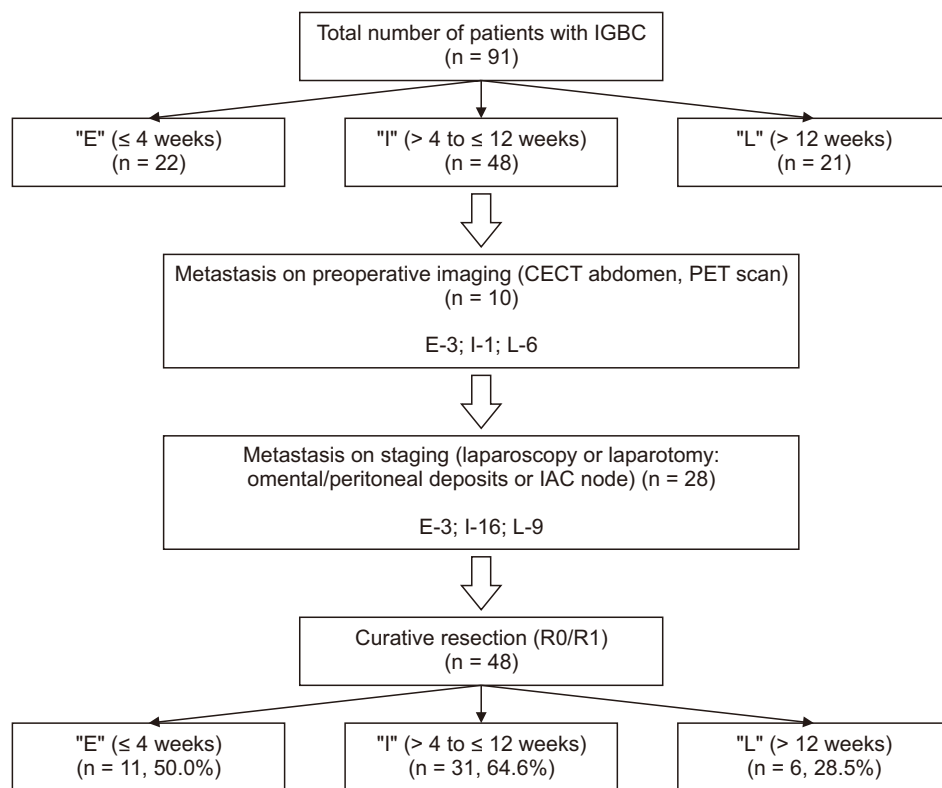 Total number of patients with IGBC
(n = 91)
"E" (≤ 4 weeks)
(n = 22)
"I" (> 4 to ≤ 12 weeks)
(n = 48)
"L" (> 12 weeks)
(n = 21)
Metastasis on preoperative imaging (CECT abdomen, PET scan)
(n = 10)
E-3; I-1; L-6
Metastasis on staging (laparoscopy or laparotomy:
omental/peritoneal deposits or IAC node) (n = 28)
E-3; I-16; L-9
Curative resection (R0/R1)
(n = 48)
"E" (≤ 4 weeks)
(n = 11, 50.0%)
"I" (> 4 to ≤ 12 weeks)
(n = 31, 64.6%)
"L" (> 12 weeks)
(n = 6, 28.5%)